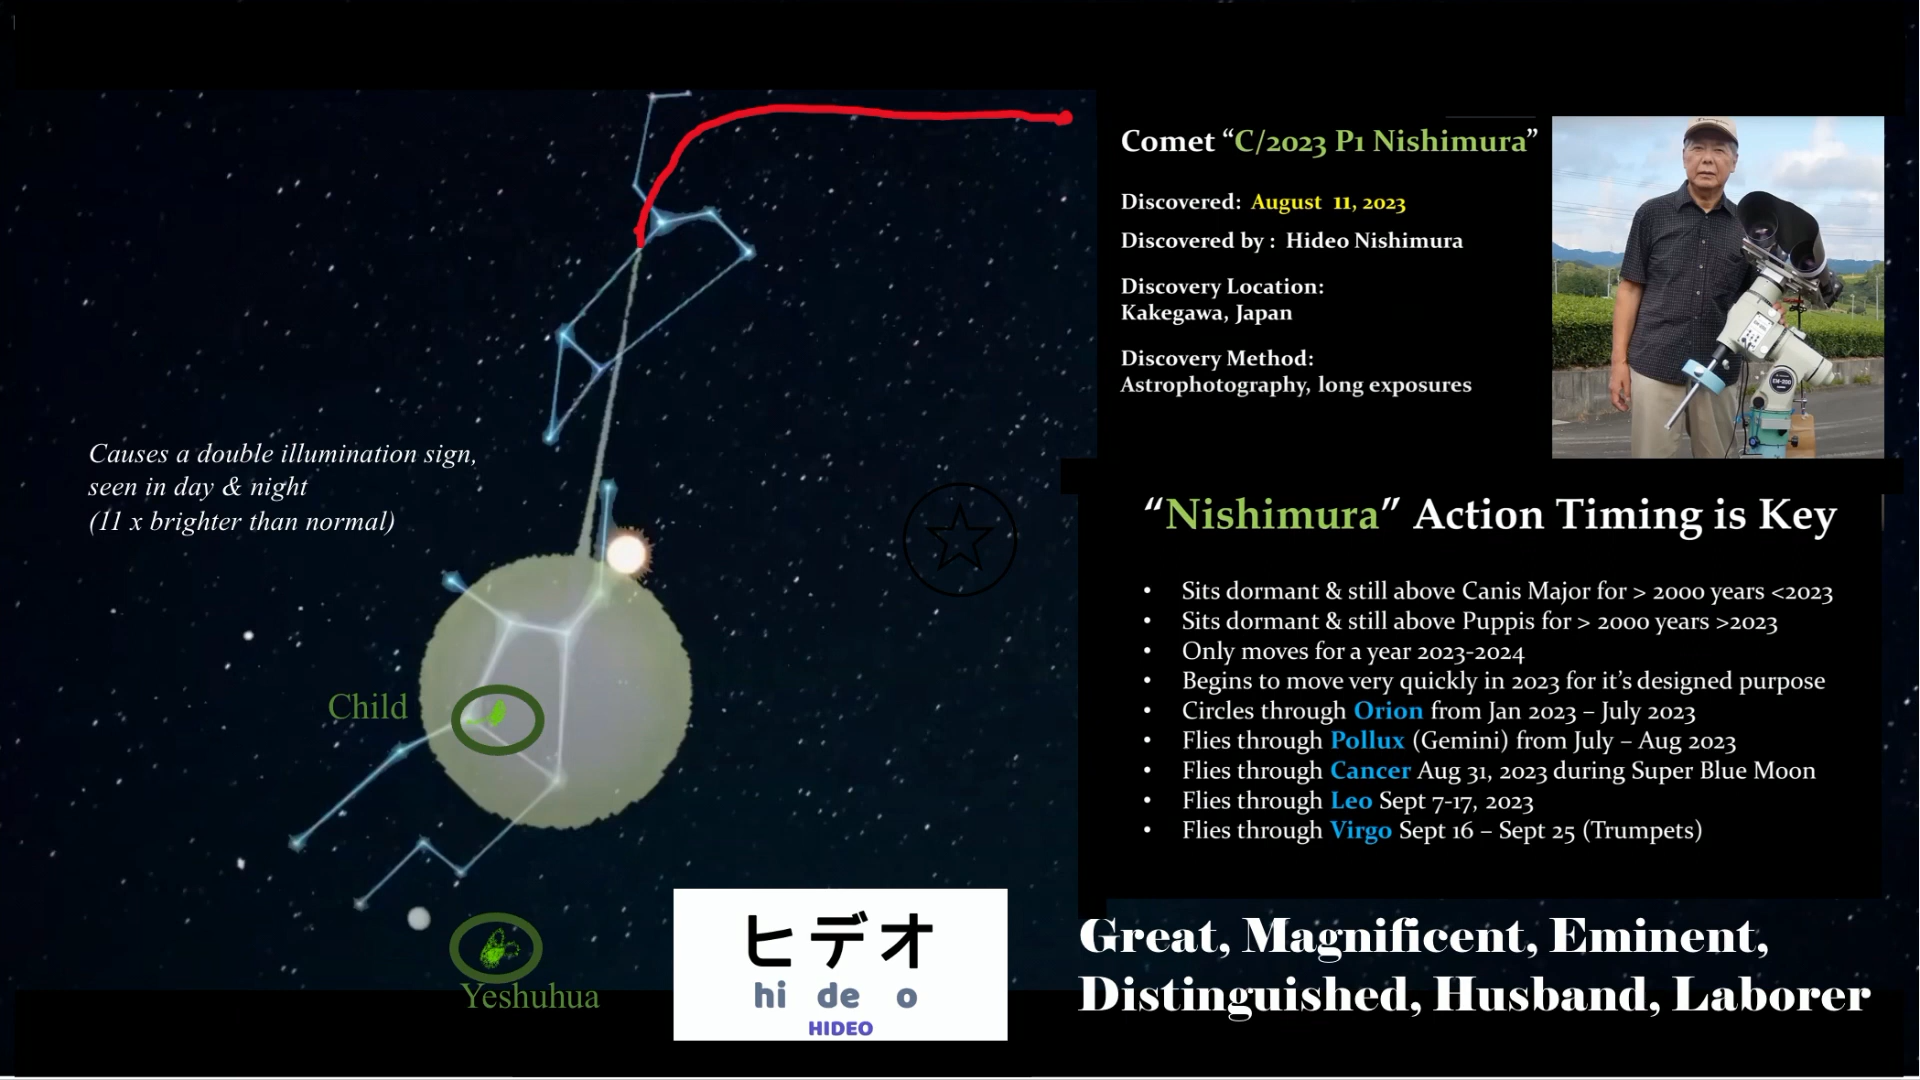 Comet “C/2023 P1 Nishimura”
Discovered: August 11, 2023
Discovered by : Hideo Nishimura
Discovery Location:
Kakegawa, Japan
Discovery Method:
Astrophotography, long exposures
Causes a double illumination sign,
seen in day & night
(11 x brighter than normal)
“Nishimura” Action Timing is Key
• Sits dormant & still above Canis Major for > 2000 years <2023
• Sits dormant & still above Puppis for > 2000 years >2023
• Only moves for a year 2023-2024
• Begins to move very quickly in 2023 for it’s designed purpose
• Circles through Orion from Jan 2023 – July 2023
• Flies through Pollux (Gemini) from July – Aug 2023
• Flies through Cancer Aug 31, 2023 during Super Blue Moon
• Flies through Leo Sept 7-17, 2023
• Flies through Virgo Sept 16 – Sept 25 (Trumpets)
Child
Yeshuhua
ヒデオ
hi de o
HIDEO
Great, Magnificent, Eminent,
Distinguished, Husband, Laborer